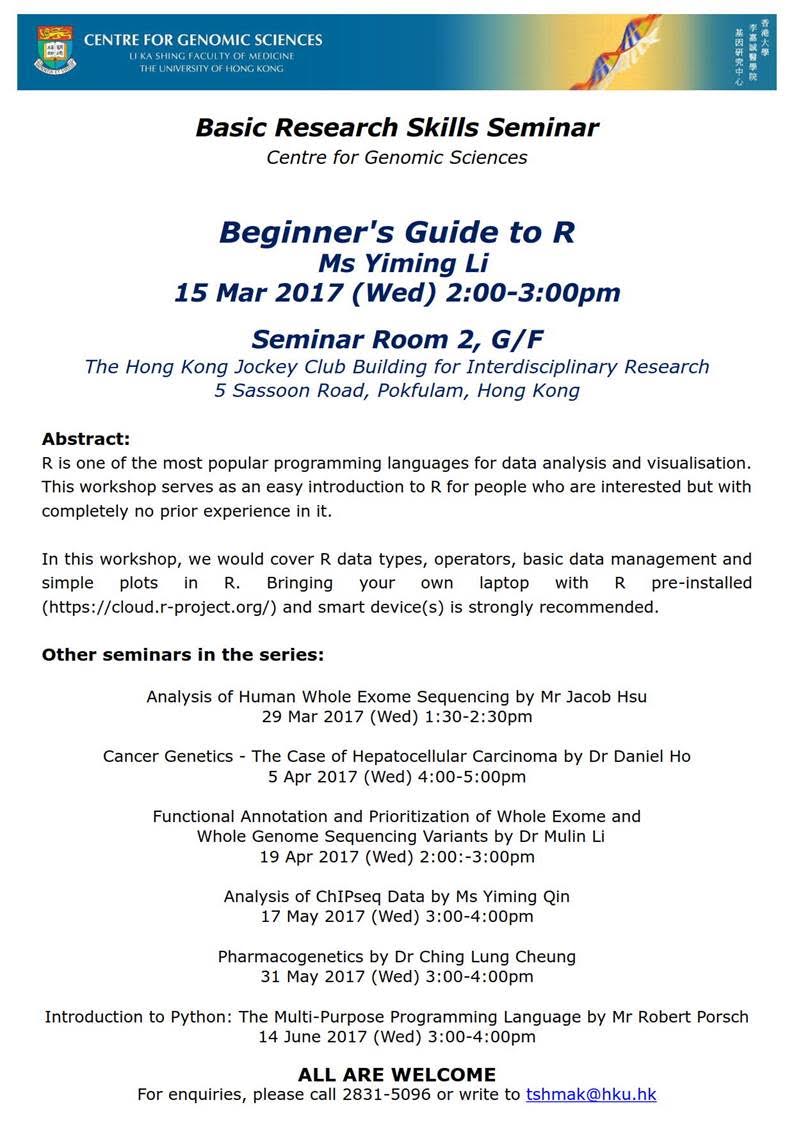 CENTRE FOR GENOMIC SCIENCES
LI KA SHING FACULTY OF MEDICINE
THE UNIVERSITY OF HONG KONG
香港大學
李嘉誠醫學院
基因研究中心
Basic Research Skills Seminar
Centre for Genomic Sciences
Beginner's Guide to R
Ms Yiming Li
15 Mar 2017 (Wed) 2:00-3:00pm
Seminar Room 2, G/F
The Hong Kong Jockey Club Building for Interdisciplinary Research
5 Sassoon Road, Pokfulam, Hong Kong
Abstract:
R is one of the most popular programming languages for data analysis and visualisation.
This workshop serves as an easy introduction to R for people who are interested but with
completely no prior experience in it.
In this workshop, we would cover R data types, operators, basic data management and
simple plots in R. Bringing your own laptop with R pre-installed
(https://cloud.r-project.org/) and smart device(s) is strongly recommended.
Other seminars in the series:
Analysis of Human Whole Exome Sequencing by Mr Jacob Hsu
29 Mar 2017 (Wed) 1:30-2:30pm
Cancer Genetics - The Case of Hepatocellular Carcinoma by Dr Daniel Ho
5 Apr 2017 (Wed) 4:00-5:00pm
Functional Annotation and Prioritization of Whole Exome and
Whole Genome Sequencing Variants by Dr Mulin Li
19 Apr 2017 (Wed) 2:00:-3:00pm
Analysis of ChIPseq Data by Ms Yiming Qin
17 May 2017 (Wed) 3:00-4:00pm
Pharmacogenetics by Dr Ching Lung Cheung
31 May 2017 (Wed) 3:00-4:00pm
Introduction to Python: The Multi-Purpose Programming Language by Mr Robert Porsch
14 June 2017 (Wed) 3:00-4:00pm
ALL ARE WELCOME
For enquiries, please call 2831-5096 or write to tshmak@hku.hk